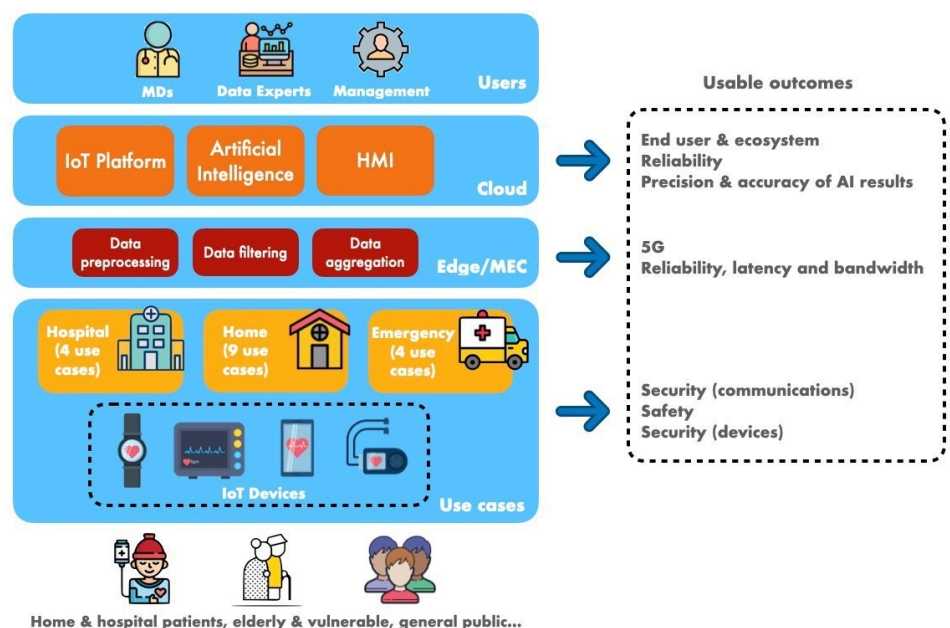 MDs
Data Experts
Management
Users
IoT Platform
Artificial
Intelligence
HMI
Cloud
Data
preprocessing
Data filtering
Data
aggregation
Edge/MEC
Hospital
(4 use
cases)
Home
(9 use
cases)
Emergency
(4 use
cases)
IoT Devices
Use cases
Home & hospital patients, elderly & vulnerable, general public...
Usable outcomes
End user & ecosystem
Reliability
Precision & accuracy of AI results
5G
Reliability, latency and bandwidth
Security (communications)
Safety
Security (devices)